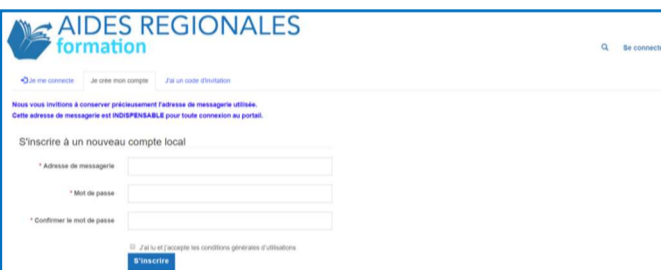 AIDES REGIONALES
formation
Se connecte
Je me connecte Je crée mon compte J'ai un code d'invitation
Nous vous invitions à conserver précieusement l'adresse de messagerie utilisée.
Cette adresse de messagerie est INDISPENSABLE pour toute connexion au portail.
S'inscrire à un nouveau compte local
* Adresse de messagerie
* Mot de passe
* Confirmer le mot de passe
J'ai lu et j'accepte les conditions générales d'utilisations
S'inscrire